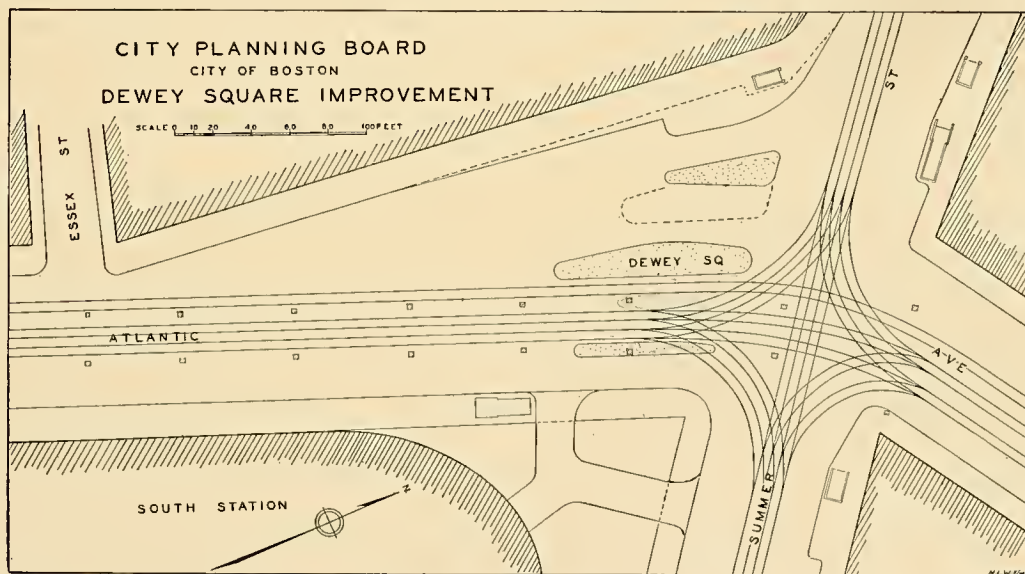 CITY PLANNING BOARD
CITY OF BOSTON
DEWEY SQUARE IMPROVEMENT
SCALE 0 10 20 40 60 80 100 FEET
ESSEX ST
ST
DEWEY SQ
ATLANTIC
AVE
SOUTH STATION
N
SUMMER